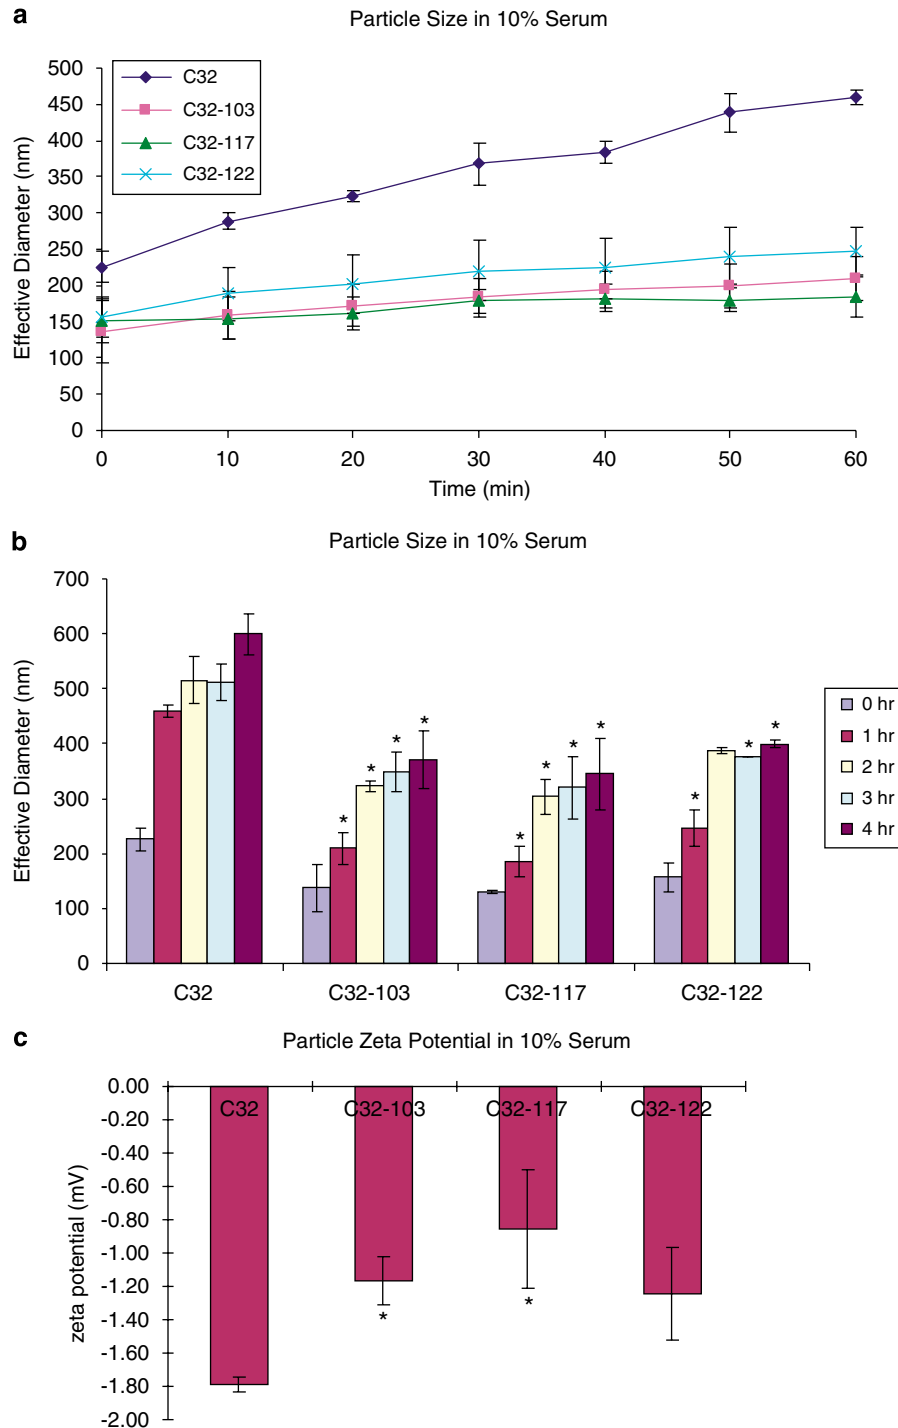 a
Particle Size in 10% Serum
500
450
400
350
300
250
200
150
100
50
0
Effective Diameter (nm)
C32
C32-103
C32-117
C32-122
0 10 20 30 40 50 60
Time (min)
b
Particle Size in 10% Serum
700
600
500
400
300
200
100
0
Effective Diameter (nm)
* * * *
* * * *
* * *
0 hr
1 hr
2 hr
3 hr
4 hr
C32 C32-103 C32-117 C32-122
c
Particle Zeta Potential in 10% Serum
0.00
-0.20
-0.40
-0.60
-0.80
-1.00
-1.20
-1.40
-1.60
-1.80
-2.00
zeta potential (mV)
C32 C32-103 C32-117 C32-122
* *